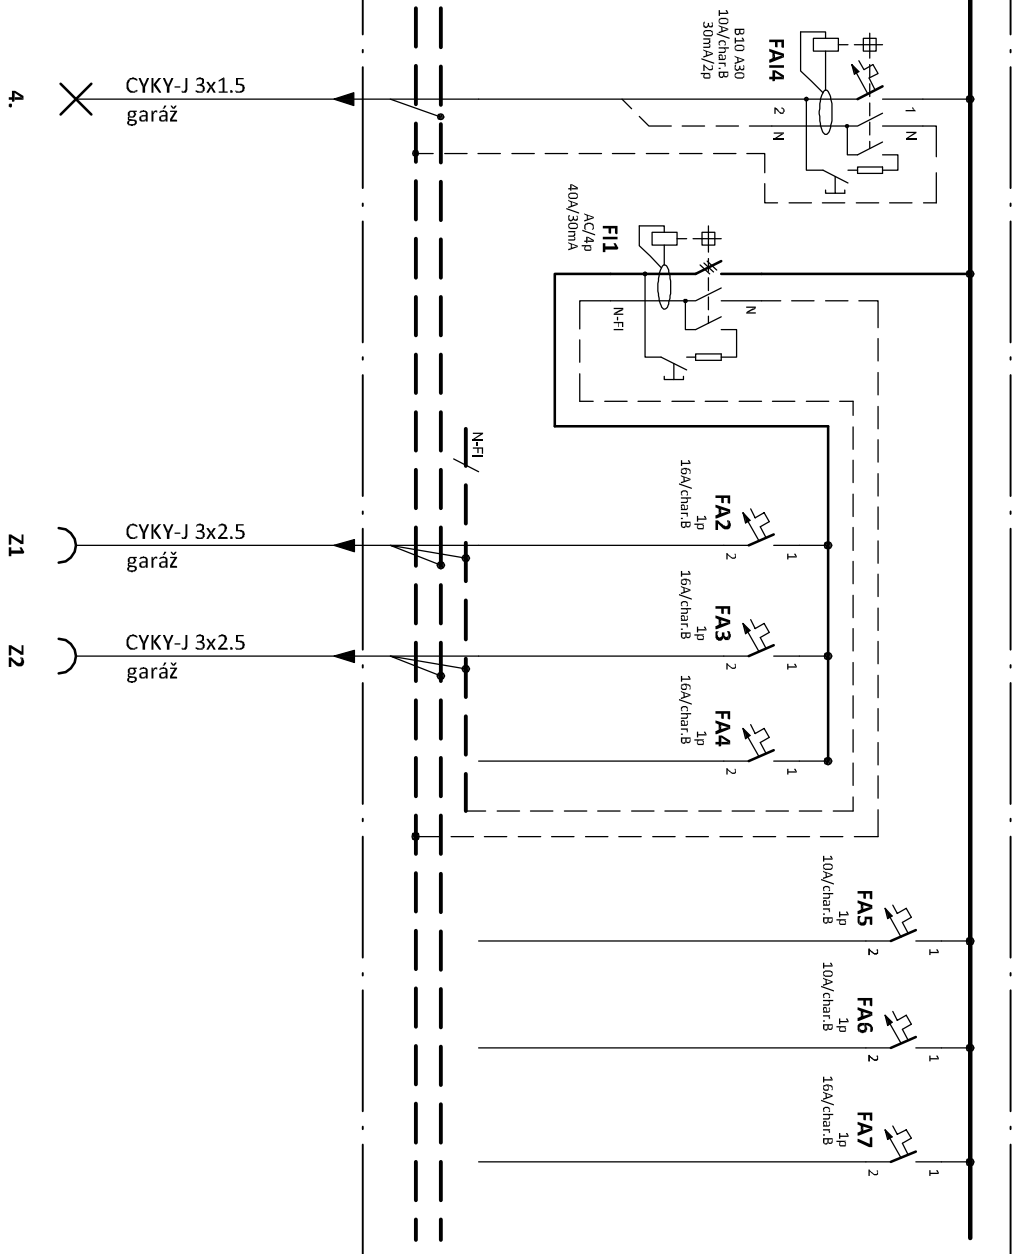 FAI4
B10 A30
10A/char.B
30mA/2p
1
N
2
N
CYKY-J 3x1.5
garáž
4.
FI1
AC/4p
40A/30mA
N
N-FI
N-FI
FA2
1p
16A/char.B
1
2
CYKY-J 3x2.5
garáž
Z1
FA3
1p
16A/char.B
1
2
CYKY-J 3x2.5
garáž
Z2
FA4
1p
16A/char.B
1
2
FA5
1p
10A/char.B
1
2
FA6
1p
10A/char.B
1
2
FA7
1p
16A/char.B
1
2